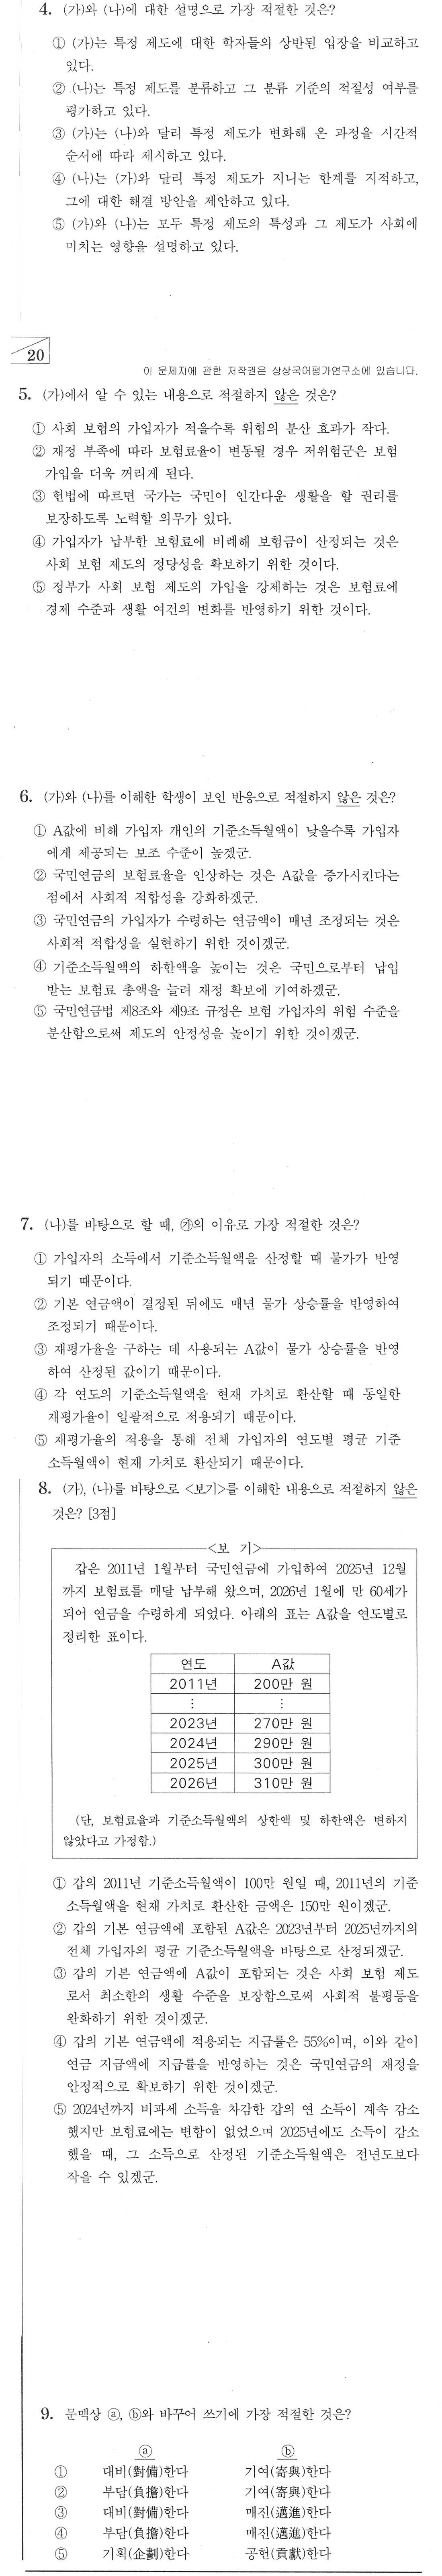 4. (가)와 (나)에 대한 설명으로 가장 적절한 것은?
① (가)는 특정 제도에 대한 학자들의 상반된 입장을 비교하고
있다.
② (나)는 특정 제도를 분류하고 그 분류 기준의 적절성 여부를
평가하고 있다.
③ (가)는 (나)와 달리 특정 제도가 변화해 온 과정을 시간적
순서에 따라 제시하고 있다.
④ (나)는 (가)와 달리 특정 제도가 지니는 한계를 지적하고,
그에 대한 해결 방안을 제안하고 있다.
⑤ (가)와 (나)는 모두 특정 제도의 특성과 그 제도가 사회에
미치는 영향을 설명하고 있다.
20
이 문제지에 관한 저작권은 상상국어평가연구소에 있습니다.
5. (가)에서 알 수 있는 내용으로 적절하지 않은 것은?
① 사회 보험의 가입자가 적을수록 위험의 분산 효과가 작다.
② 재정 부족에 따라 보험료율이 변동될 경우 저위험군은 보험
가입을 더욱 꺼리게 된다.
③ 헌법에 따르면 국가는 국민이 인간다운 생활을 할 권리를
보장하도록 노력할 의무가 있다.
④ 가입자가 납부한 보험료에 비례해 보험금이 산정되는 것은
사회 보험 제도의 정당성을 확보하기 위한 것이다.
⑤ 정부가 사회 보험 제도의 가입을 강제하는 것은 보험료에
경제 수준과 생활 여건의 변화를 반영하기 위한 것이다.
6. (가)와 (나)를 이해한 학생이 보인 반응으로 적절하지 않은 것은?
① A값에 비해 가입자 개인의 기준소득월액이 낮을수록 가입자
에게 제공되는 보조 수준이 높겠군.
② 국민연금의 보험료율을 인상하는 것은 A값을 증가시킨다는
점에서 사회적 적합성을 강화하겠군.
③ 국민연금의 가입자가 수령하는 연금액이 매년 조정되는 것은
사회적 적합성을 실현하기 위한 것이겠군.
④ 기준소득월액의 하한액을 높이는 것은 국민으로부터 납입
받는 보험료 총액을 늘려 재정 확보에 기여하겠군.
⑤ 국민연금법 제8조와 제9조 규정은 보험 가입자의 위험 수준을
분산함으로써 제도의 안정성을 높이기 위한 것이겠군.
7. (나)를 바탕으로 할 때, ㉮의 이유로 가장 적절한 것은?
① 가입자의 소득에서 기준소득월액을 산정할 때 물가가 반영
되기 때문이다.
② 기본 연금액이 결정된 뒤에도 매년 물가 상승률을 반영하여
조정되기 때문이다.
③ 재평가율을 구하는 데 사용되는 A값이 물가 상승률을 반영
하여 산정된 값이기 때문이다.
④ 각 연도의 기준소득월액을 현재 가치로 환산할 때 동일한
재평가율이 일괄적으로 적용되기 때문이다.
⑤ 재평가율의 적용을 통해 전체 가입자의 연도별 평균 기준
소득월액이 현재 가치로 환산되기 때문이다.
8. (가), (나)를 바탕으로 <보기>를 이해한 내용으로 적절하지 않은
것은? [3점]
<보 기>
갑은 2011년 1월부터 국민연금에 가입하여 2025년 12월
까지 보험료를 매달 납부해 왔으며, 2026년 1월에 만 60세가
되어 연금을 수령하게 되었다. 아래의 표는 A값을 연도별로
정리한 표이다.
연도 A값
2011년 200만 원
⋮ ⋮
2023년 270만 원
2024년 290만 원
2025년 300만 원
2026년 310만 원
(단, 보험료율과 기준소득월액의 상한액 및 하한액은 변하지
않았다고 가정함.)
① 갑의 2011년 기준소득월액이 100만 원일 때, 2011년의 기준
소득월액을 현재 가치로 환산한 금액은 150만 원이겠군.
② 갑의 기본 연금액에 포함된 A값은 2023년부터 2025년까지의
전체 가입자의 평균 기준소득월액을 바탕으로 산정되겠군.
③ 갑의 기본 연금액에 A값이 포함되는 것은 사회 보험 제도
로서 최소한의 생활 수준을 보장함으로써 사회적 불평등을
완화하기 위한 것이겠군.
④ 갑의 기본 연금액에 적용되는 지급률은 55%이며, 이와 같이
연금 지급액에 지급률을 반영하는 것은 국민연금의 재정을
안정적으로 확보하기 위한 것이겠군.
⑤ 2024년까지 비과세 소득을 차감한 갑의 연 소득이 계속 감소
했지만 보험료에는 변함이 없었으며 2025년에도 소득이 감소
했을 때, 그 소득으로 산정된 기준소득월액은 전년도보다
작을 수 있겠군.
9. 문맥상 ⓐ, ⓑ와 바꾸어 쓰기에 가장 적절한 것은?
ⓐ ⓑ
① 대비(對備)한다 기여(寄與)한다
② 부담(負擔)한다 기여(寄與)한다
③ 대비(對備)한다 매진(邁進)한다
④ 부담(負擔)한다 매진(邁進)한다
⑤ 기획(企劃)한다 공헌(貢獻)한다